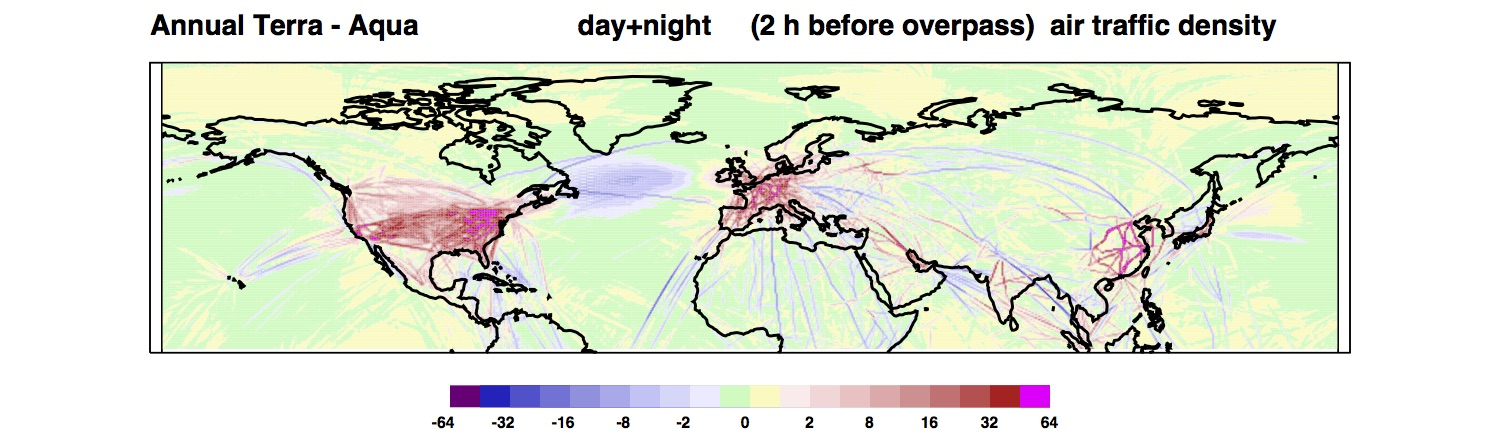 Annual Terra - Aqua day+night (2 h before overpass) air traffic density
-64 -32 -16 -8 -2 0 2 8 16 32 64